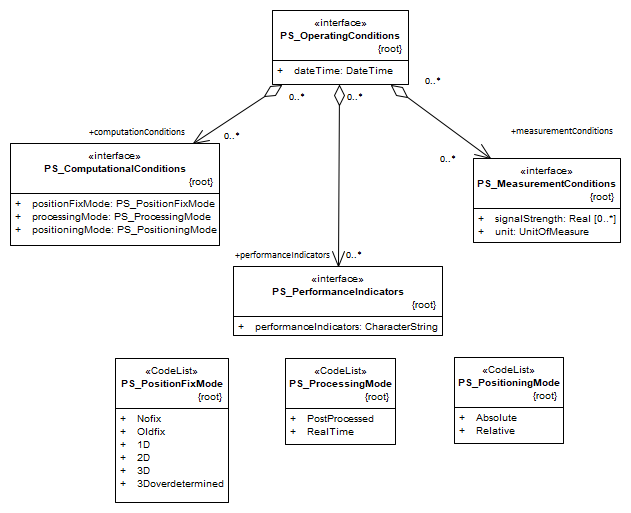 «interface»
PS_OperatingConditions
{root}
+ dateTime: DateTime
0..*
0..*
0..*
+computationConditions
0..*
+measurementConditions
0..*
«interface»
PS_ComputationalConditions
{root}
+ positionFixMode: PS_PositionFixMode
+ processingMode: PS_ProcessingMode
+ positioningMode: PS_PositioningMode
«interface»
PS_MeasurementConditions
{root}
+ signalStrength: Real [0..*]
+ unit: UnitOfMeasure
+performanceIndicators
0..*
«interface»
PS_PerformanceIndicators
{root}
+ performanceIndicators: CharacterString
«CodeList»
PS_PositionFixMode
{root}
+ Nofix
+ Oldfix
+ 1D
+ 2D
+ 3D
+ 3Doverdetermined
«CodeList»
PS_ProcessingMode
{root}
+ PostProcessed
+ RealTime
«CodeList»
PS_PositioningMode
{root}
+ Absolute
+ Relative